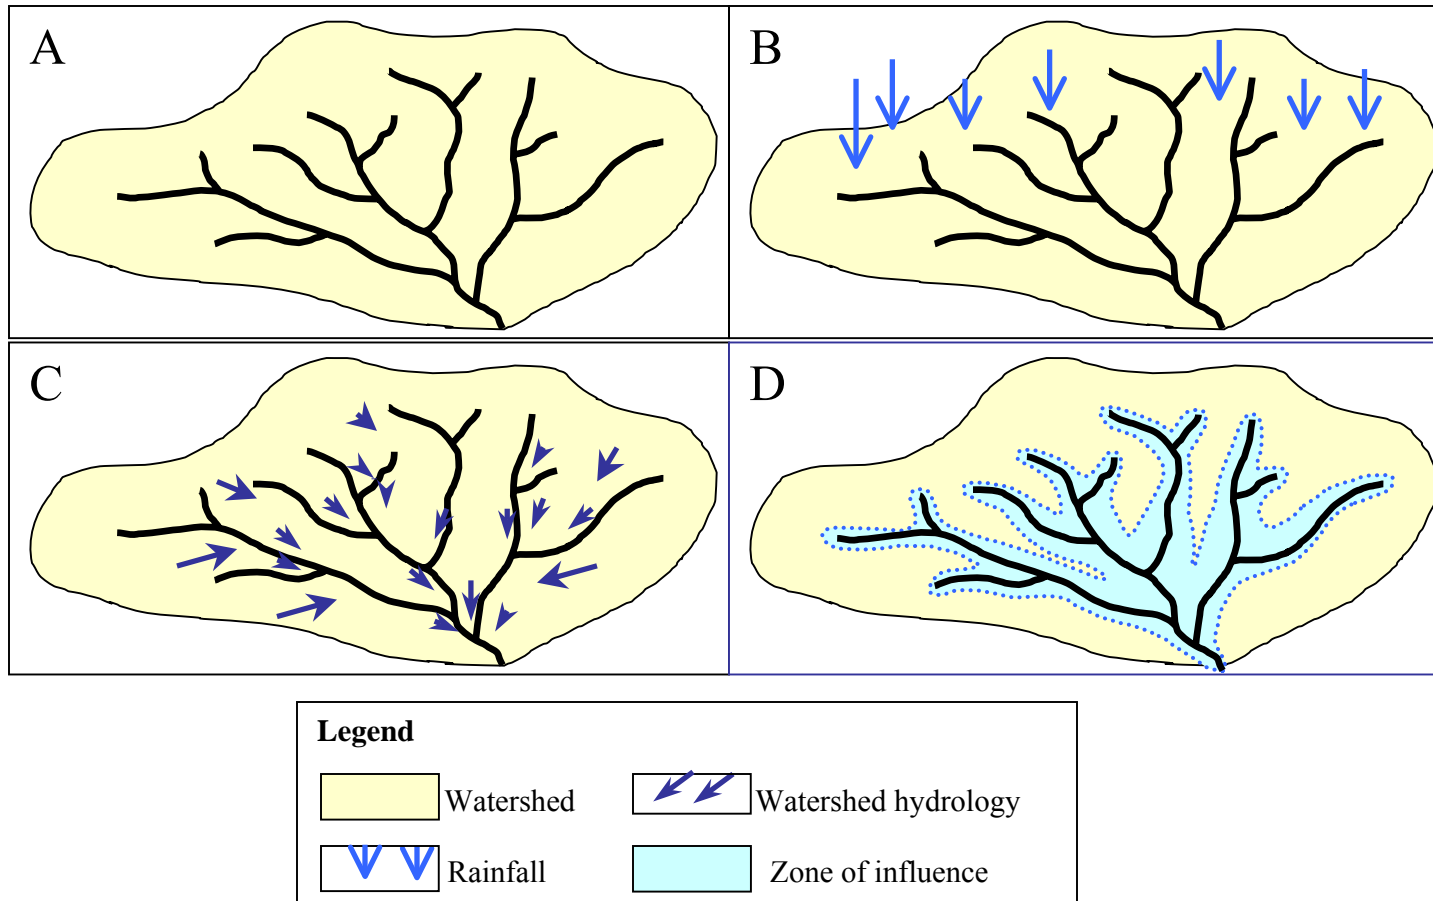 A
B
C
D
Legend
Watershed
Watershed hydrology
Rainfall
Zone of influence